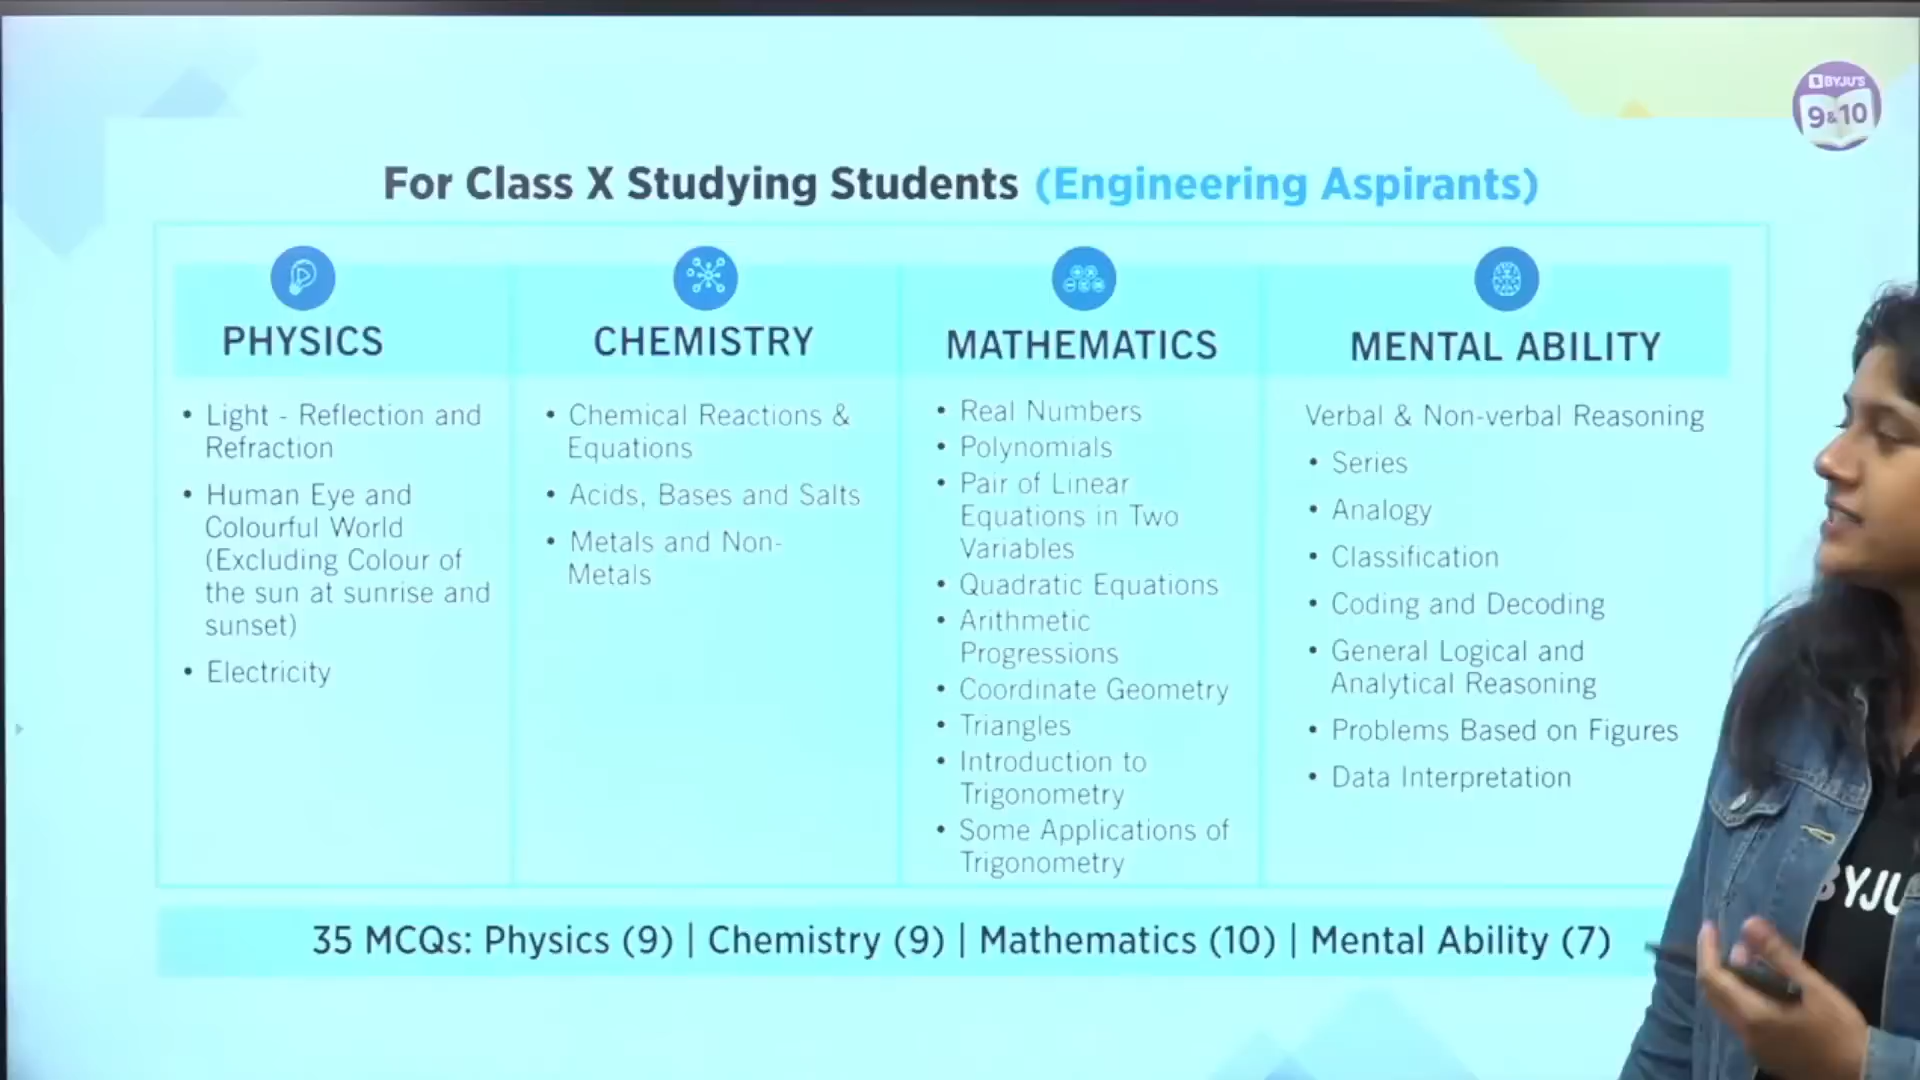 BYJU'S
9&10
For Class X Studying Students (Engineering Aspirants)
PHYSICS
• Light - Reflection and
Refraction
• Human Eye and
Colourful World
(Excluding Colour of
the sun at sunrise and
sunset)
• Electricity
CHEMISTRY
• Chemical Reactions &
Equations
• Acids, Bases and Salts
• Metals and Non-
Metals
MATHEMATICS
• Real Numbers
• Polynomials
• Pair of Linear
Equations in Two
Variables
• Quadratic Equations
• Arithmetic
Progressions
• Coordinate Geometry
• Triangles
• Introduction to
Trigonometry
• Some Applications of
Trigonometry
MENTAL ABILITY
Verbal & Non-verbal Reasoning
• Series
• Analogy
• Classification
• Coding and Decoding
• General Logical and
Analytical Reasoning
• Problems Based on Figures
• Data Interpretation
35 MCQs: Physics (9) | Chemistry (9) | Mathematics (10) | Mental Ability (7)
BYJU